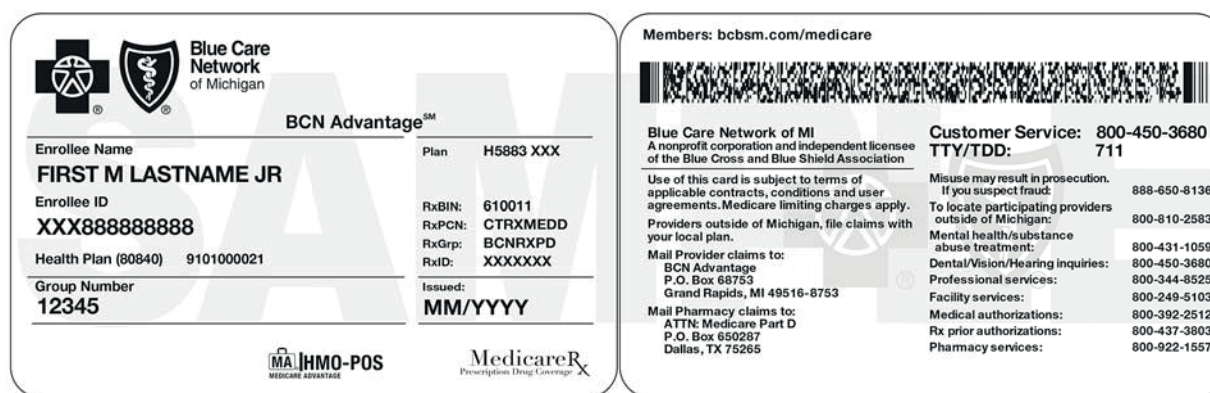 SAMPLE
Blue Care
Network
of Michigan
® ®
BCN Advantage℠
Enrollee Name
FIRST M LASTNAME JR
Enrollee ID
XXX888888888
Health Plan (80840) 9101000021
Group Number
12345
Plan H5883 XXX
RxBIN: 610011
RxPCN: CTRXMEDD
RxGrp: BCNRXPD
RxID: XXXXXXX
Issued:
MM/YYYY
MA HMO-POS
MEDICARE ADVANTAGE
MedicareRx
Prescription Drug Coverage
Members: bcbsm.com/medicare
Blue Care Network of MI
A nonprofit corporation and independent licensee
of the Blue Cross and Blue Shield Association
Use of this card is subject to terms of
applicable contracts, conditions and user
agreements. Medicare limiting charges apply.
Providers outside of Michigan, file claims with
your local plan.
Mail Provider claims to:
BCN Advantage
P.O. Box 68753
Grand Rapids, MI 49516-8753
Mail Pharmacy claims to:
ATTN: Medicare Part D
P.O. Box 650287
Dallas, TX 75265
Customer Service: 800-450-3680
TTY/TDD: 711
Misuse may result in prosecution.
If you suspect fraud: 888-650-8136
To locate participating providers
outside of Michigan: 800-810-2583
Mental health/substance
abuse treatment: 800-431-1059
Dental/Vision/Hearing inquiries: 800-450-3680
Professional services: 800-344-8525
Facility services: 800-249-5103
Medical authorizations: 800-392-2512
Rx prior authorizations: 800-437-3803
Pharmacy services: 800-922-1557